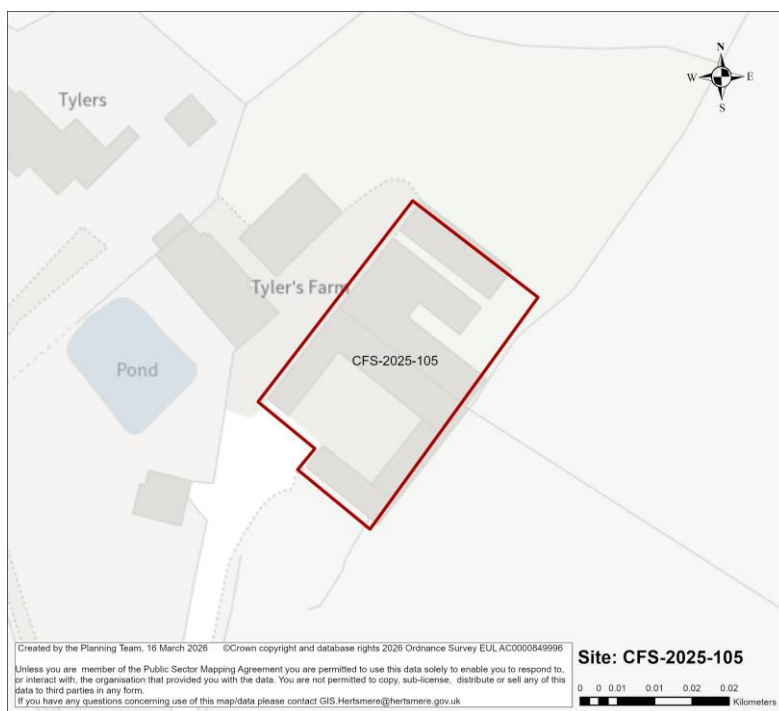 N
W E
S
Tylers
Tyler's Farm
CFS-2025-105
Pond
Created by the Planning Team, 16 March 2026 ©Crown copyright and database rights 2026 Ordnance Survey EUL AC0000849996
Unless you are member of the Public Sector Mapping Agreement you are permitted to use this data solely to enable you to respond to,
or interact with, the organisation that provided you with the data. You are not permitted to copy, sub-license, distribute or sell any of this
data to third parties in any form.
If you have any questions concerning use of this map/data please contact GIS.Hertsmere@hertsmere.gov.uk
Site: CFS-2025-105
0 0 0.01 0.01 0.02 0.02
Kilometers